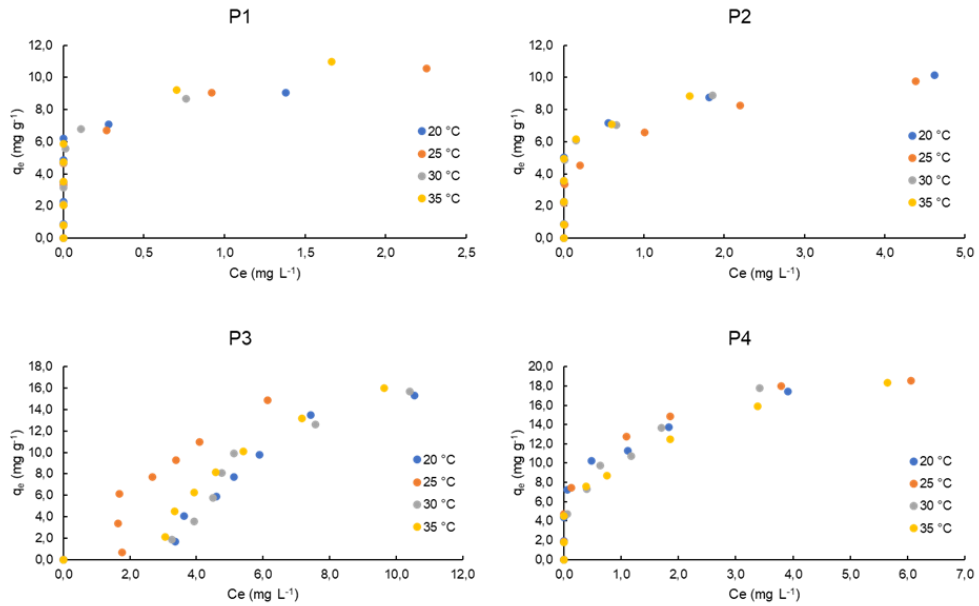 P1
12,0
10,0
8,0
6,0
4,0
2,0
0,0
qe (mg g⁻¹)
20 °C
25 °C
30 °C
35 °C
0,0 0,5 1,0 1,5 2,0 2,5
Ce (mg L⁻¹)
P2
12,0
10,0
8,0
6,0
4,0
2,0
0,0
qe (mg g⁻¹)
20 °C
25 °C
30 °C
35 °C
0,0 1,0 2,0 3,0 4,0 5,0
Ce (mg L⁻¹)
P3
18,0
16,0
14,0
12,0
10,0
8,0
6,0
4,0
2,0
0,0
qe (mg g⁻¹)
20 °C
25 °C
30 °C
35 °C
0,0 2,0 4,0 6,0 8,0 10,0 12,0
Ce (mg L⁻¹)
P4
20,0
18,0
16,0
14,0
12,0
10,0
8,0
6,0
4,0
2,0
0,0
qe (mg g⁻¹)
20 °C
25 °C
30 °C
35 °C
0,0 1,0 2,0 3,0 4,0 5,0 6,0 7,0
Ce (mg L⁻¹)